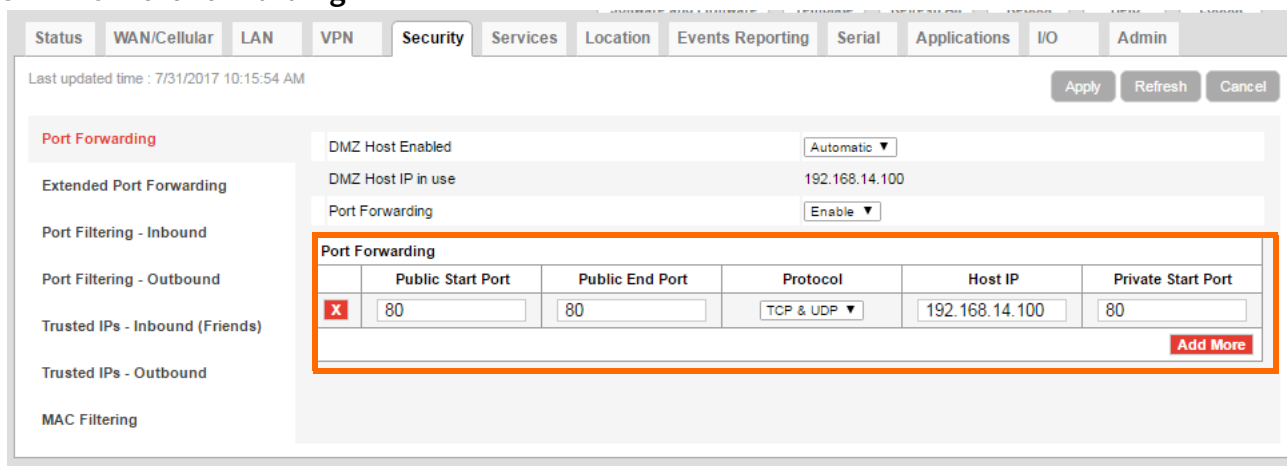 Status WAN/Cellular LAN VPN Security Services Location Events Reporting Serial Applications I/O Admin
Last updated time : 7/31/2017 10:15:54 AM
Apply Refresh Cancel
Port Forwarding
Extended Port Forwarding
Port Filtering - Inbound
Port Filtering - Outbound
Trusted IPs - Inbound (Friends)
Trusted IPs - Outbound
MAC Filtering
DMZ Host Enabled Automatic ▼
DMZ Host IP in use 192.168.14.100
Port Forwarding Enable ▼
Port Forwarding
Public Start Port Public End Port Protocol Host IP Private Start Port
X 80 80 TCP & UDP ▼ 192.168.14.100 80
Add More